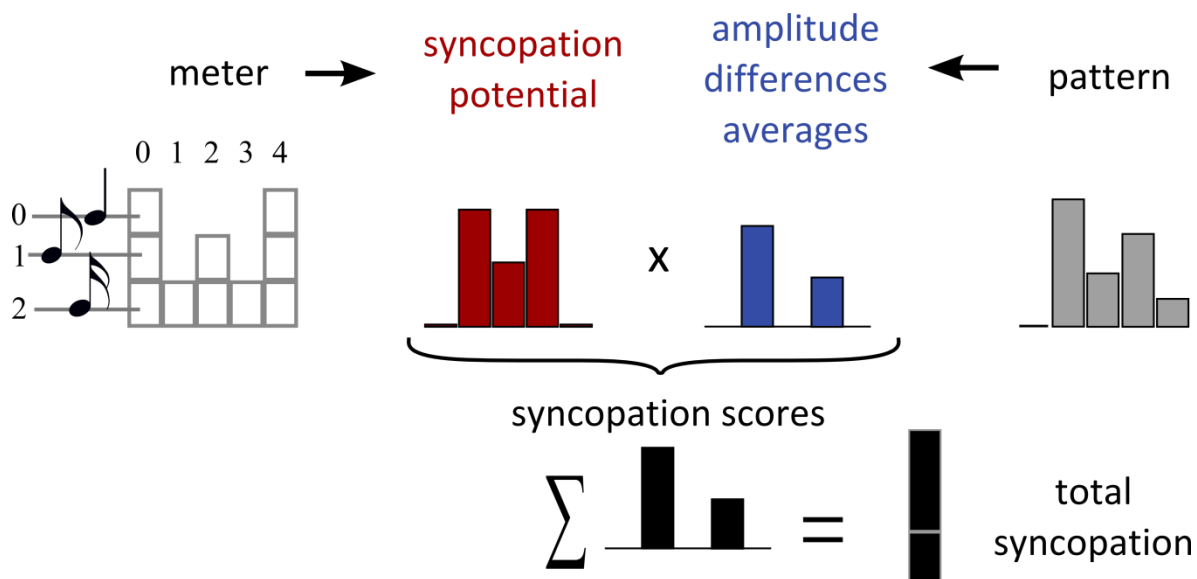 meter
syncopation
potential
amplitude
differences
averages
pattern
0 1 2 3 4
0
1
2
x
syncopation scores
∑
=
total
syncopation